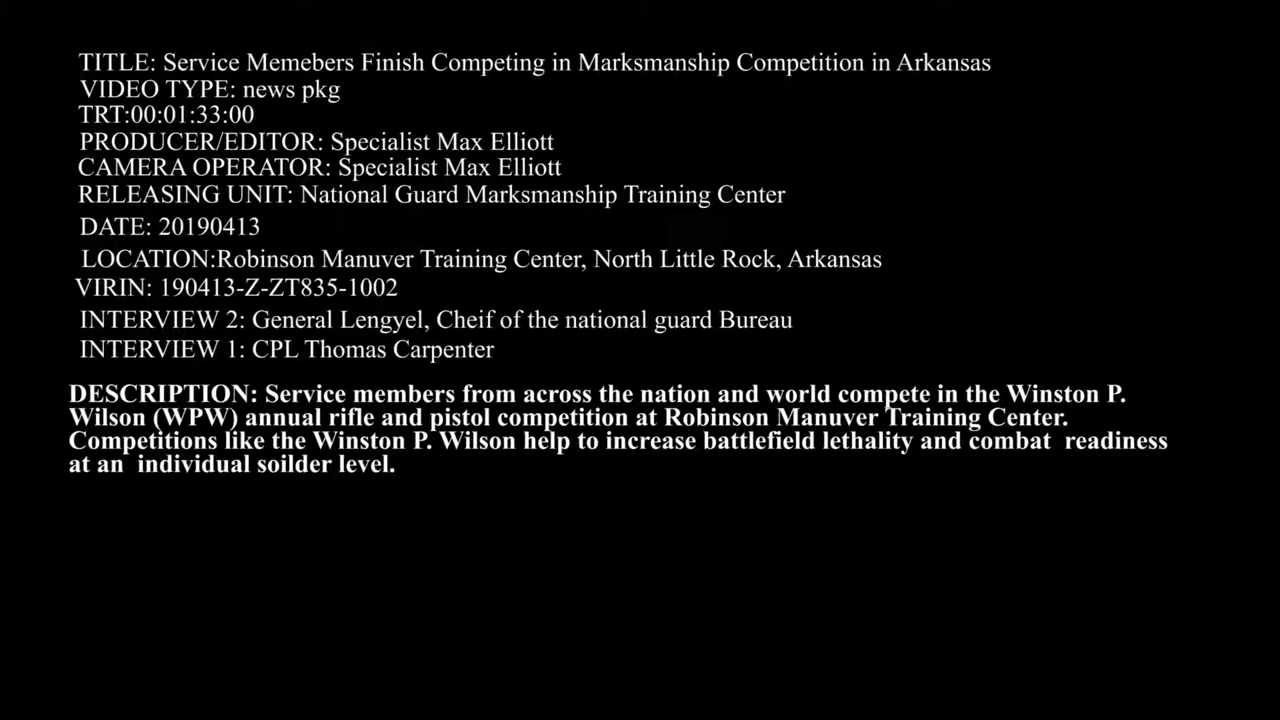 TITLE: Service Memebers Finish Competing in Marksmanship Competition in Arkansas
VIDEO TYPE: news pkg
TRT:00:01:33:00
PRODUCER/EDITOR: Specialist Max Elliott
CAMERA OPERATOR: Specialist Max Elliott
RELEASING UNIT: National Guard Marksmanship Training Center
DATE: 20190413
LOCATION:Robinson Manuver Training Center, North Little Rock, Arkansas
VIRIN: 190413-Z-ZT835-1002
INTERVIEW 2: General Lengyel, Cheif of the national guard Bureau
INTERVIEW 1: CPL Thomas Carpenter
DESCRIPTION: Service members from across the nation and world compete in the Winston P.
Wilson (WPW) annual rifle and pistol competition at Robinson Manuver Training Center.
Competitions like the Winston P. Wilson help to increase battlefield lethality and combat  readiness
at an  individual soilder level.